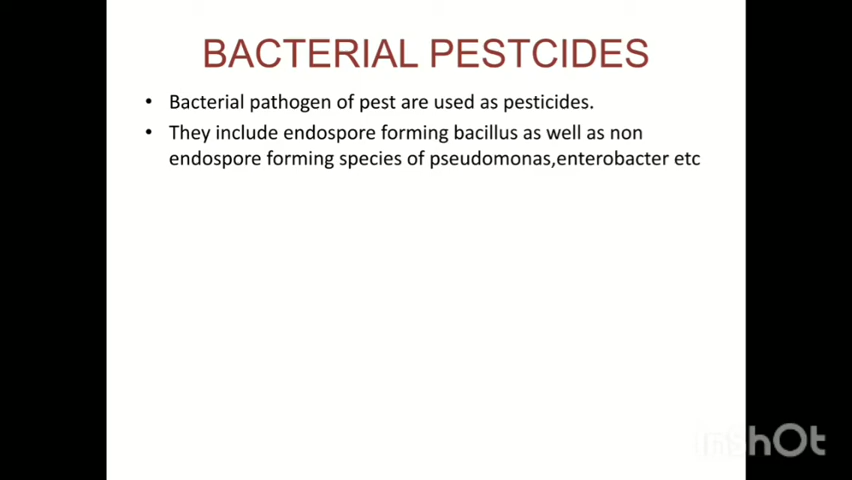 BACTERIAL PESTCIDES
• Bacterial pathogen of pest are used as pesticides.
• They include endospore forming bacillus as well as non
endospore forming species of pseudomonas,enterobacter etc
InShOt